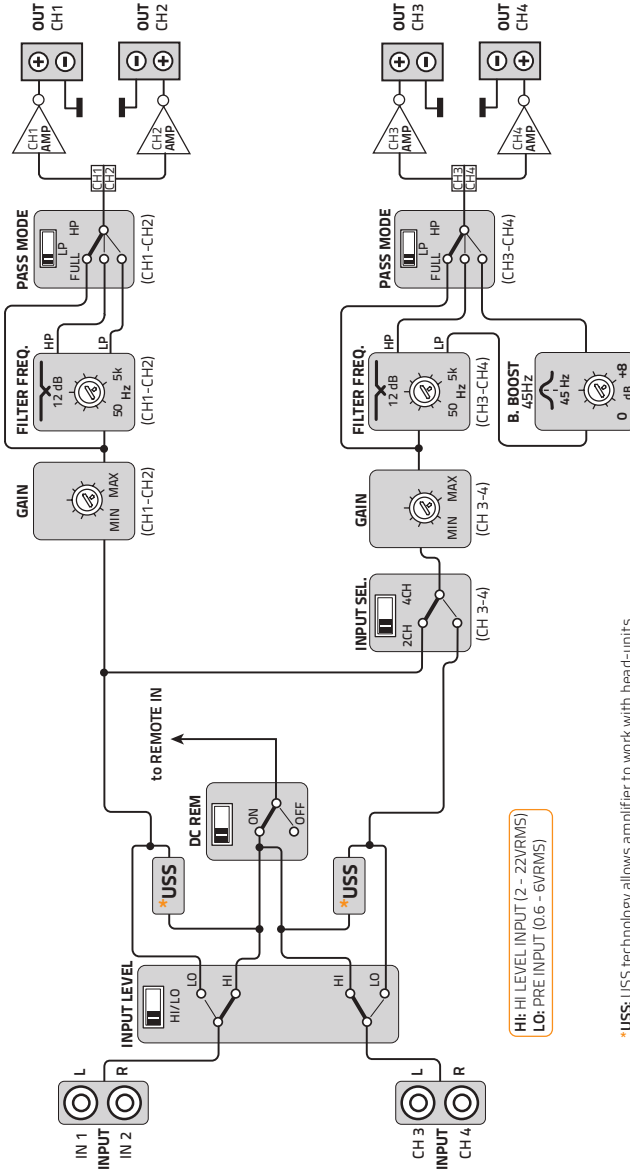 IN 1
L
INPUT
IN 2
R
CH 3
L
INPUT
CH 4
R
INPUT LEVEL
HI/LO
LO
HI
HI
LO
*USS
*USS
DC REM
ON
OFF
to REMOTE IN
INPUT SEL.
2CH
4CH
(CH 3-4)
GAIN
MIN
MAX
(CH1-CH2)
GAIN
MIN
MAX
(CH 3-4)
FILTER FREQ.
12 dB
50
Hz
5k
(CH1-CH2)
HP
LP
FILTER FREQ.
12 dB
50
Hz
5k
(CH3-CH4)
HP
LP
B. BOOST
45Hz
45 Hz
0
dB
+8
PASS MODE
FULL
LP
HP
(CH1-CH2)
PASS MODE
FULL
LP
HP
(CH3-CH4)
CH1
CH2
CH3
CH4
CH1
AMP
CH2
AMP
CH3
AMP
CH4
AMP
OUT
CH1
OUT
CH2
OUT
CH3
OUT
CH4
HI: HI LEVEL INPUT (2 - 22VRMS)
LO: PRE INPUT (0.6 - 6VRMS)
*USS: USS technology allows amplifier to work with head-units